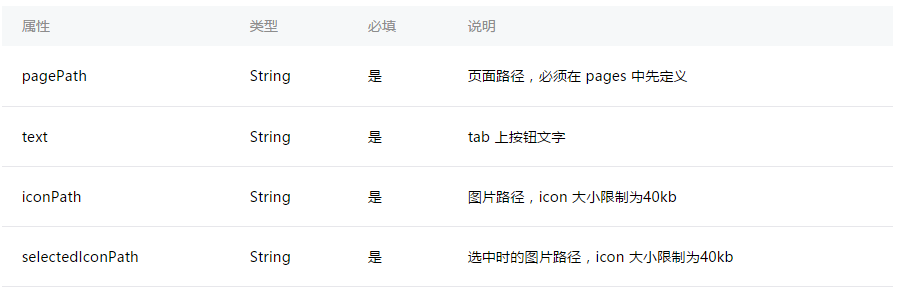 属性 类型 必填 说明
pagePath String 是 页面路径，必须在 pages 中先定义
text String 是 tab 上按钮文字
iconPath String 是 图片路径，icon 大小限制为40kb
selectedIconPath String 是 选中时的图片路径，icon 大小限制为40kb